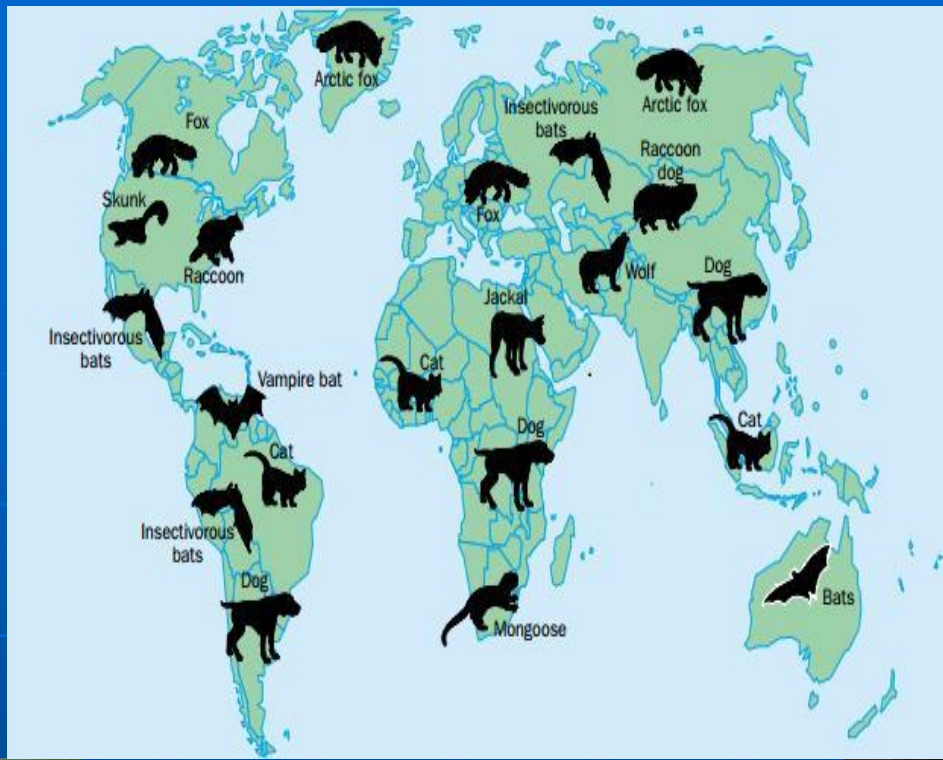 Arctic fox
Arctic fox
Fox
Insectivorous
bats
Raccoon
dog
Skunk
Fox
Raccoon
Wolf
Dog
Jackal
Insectivorous
bats
Cat
Vampire bat
Dog
Cat
Cat
Insectivorous
bats
Dog
Bats
Mongoose